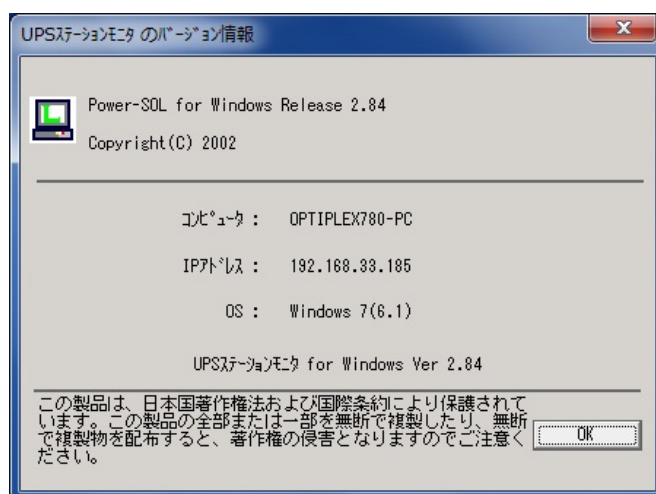 UPSｽﾃｰｼｮﾝﾓﾆﾀ のﾊﾞｰｼﾞｮﾝ情報
Power-SOL for Windows Release 2.84
Copyright(C) 2002
ｺﾝﾋﾟｭｰﾀ : OPTIPLEX780-PC
IPｱﾄﾞﾚｽ : 192.168.33.185
OS : Windows 7(6.1)
UPSｽﾃｰｼｮﾝﾓﾆﾀ for Windows Ver 2.84
この製品は、日本国著作権法および国際条約により保護されて
います。この製品の全部または一部を無断で複製したり、無断
で複製物を配布すると、著作権の侵害となりますのでご注意く
ださい。
OK